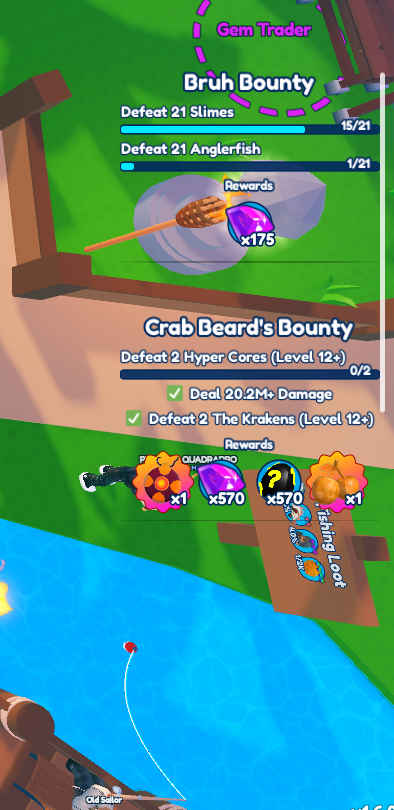 Gem Trader
Bruh Bounty
Defeat 21 Slimes
15/21
Defeat 21 Anglerfish
1/21
Rewards
x175
Crab Beard's Bounty
Defeat 2 Hyper Cores (Level 12+)
0/2
Deal 20.2M+ Damage
Defeat 2 The Krakens (Level 12+)
Rewards
QUADRADRO
x1
x570
?
x570
x1
Fishing Loot
Old Sailor